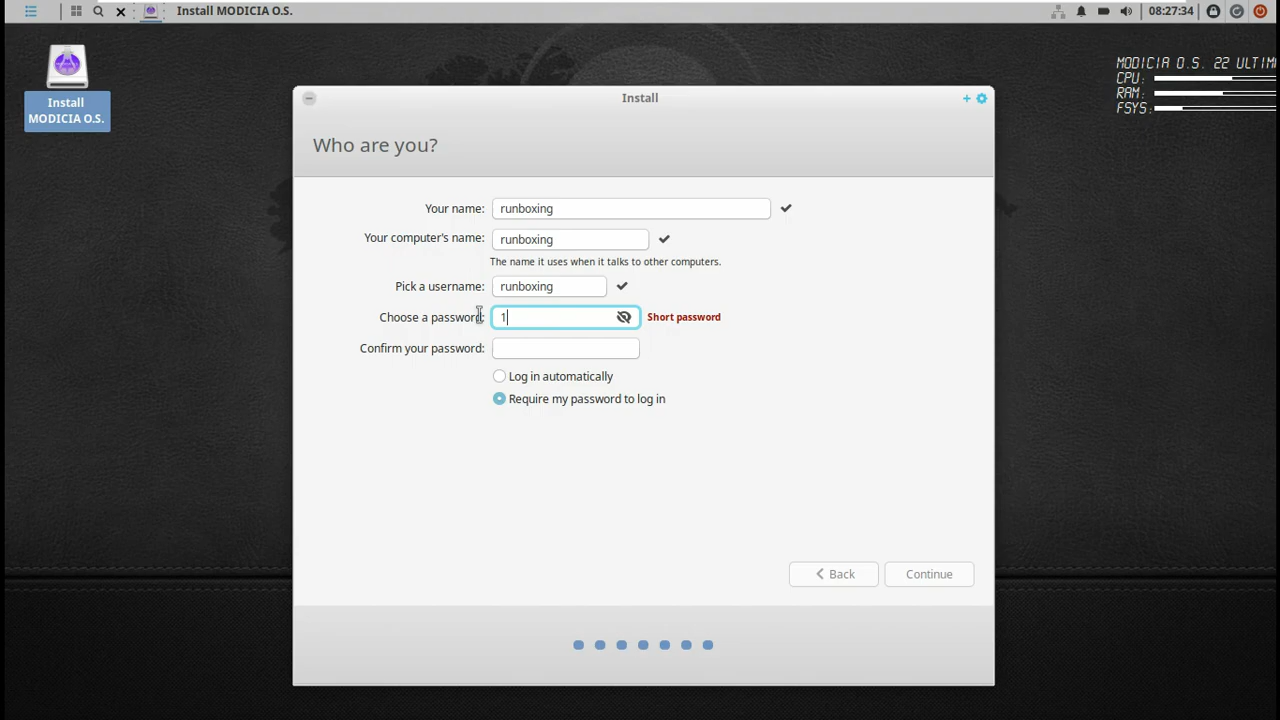 Install MODICIA O.S.
08:27:34
Install
MODICIA O.S.
MODICIA O.S. 22 ULTIM
CPU:
RAM:
FSYS:
Install
Who are you?
Your name: runboxing
Your computer's name: runboxing
The name it uses when it talks to other computers.
Pick a username: runboxing
Choose a password: 1 Short password
Confirm your password:
Log in automatically
Require my password to log in
Back Continue